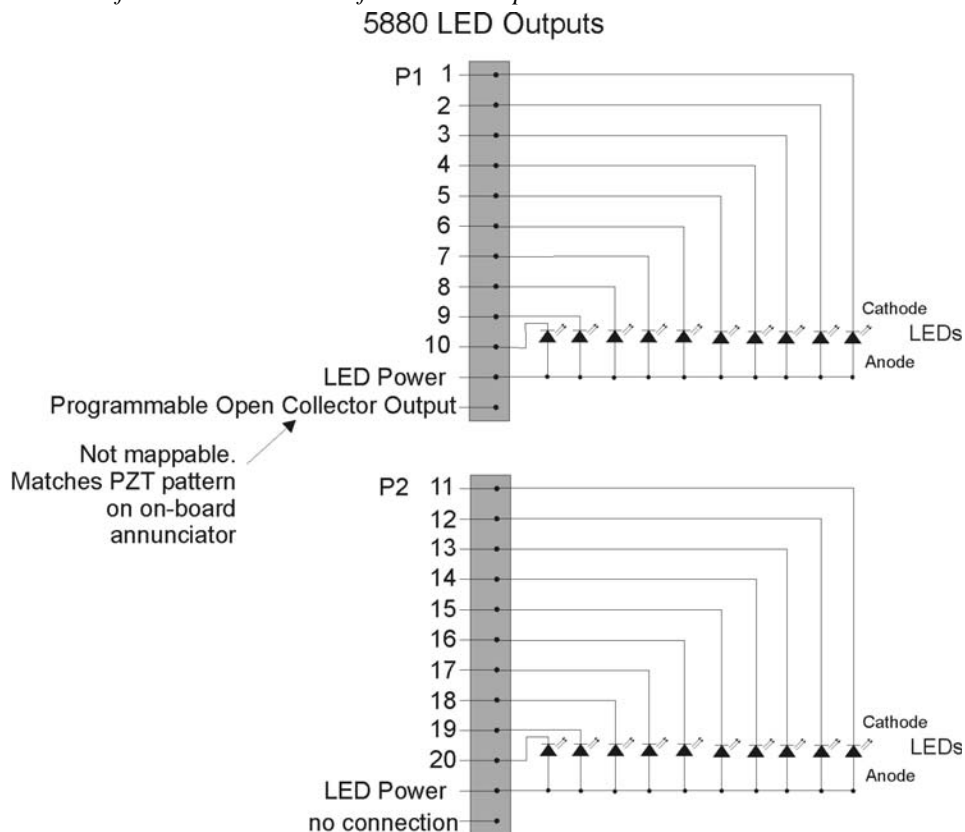 5880 LED Outputs
P1 1
2
3
4
5
6
7
8
9
10
Cathode
LEDs
Anode
LED Power
Programmable Open Collector Output
Not mappable.
Matches PZT pattern
on on-board
annunciator
P2 11
12
13
14
15
16
17
18
19
20
Cathode
LEDs
Anode
LED Power
no connection